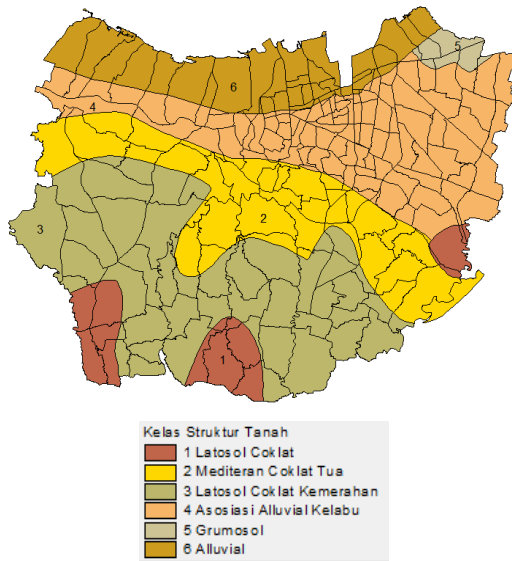 5
6
4
2
3
1
Kelas Struktur Tanah
1 Latosol Coklat
2 Mediteran Coklat Tua
3 Latosol Coklat Kemerahan
4 Asosiasi Alluvial Kelabu
5 Grumosol
6 Alluvial